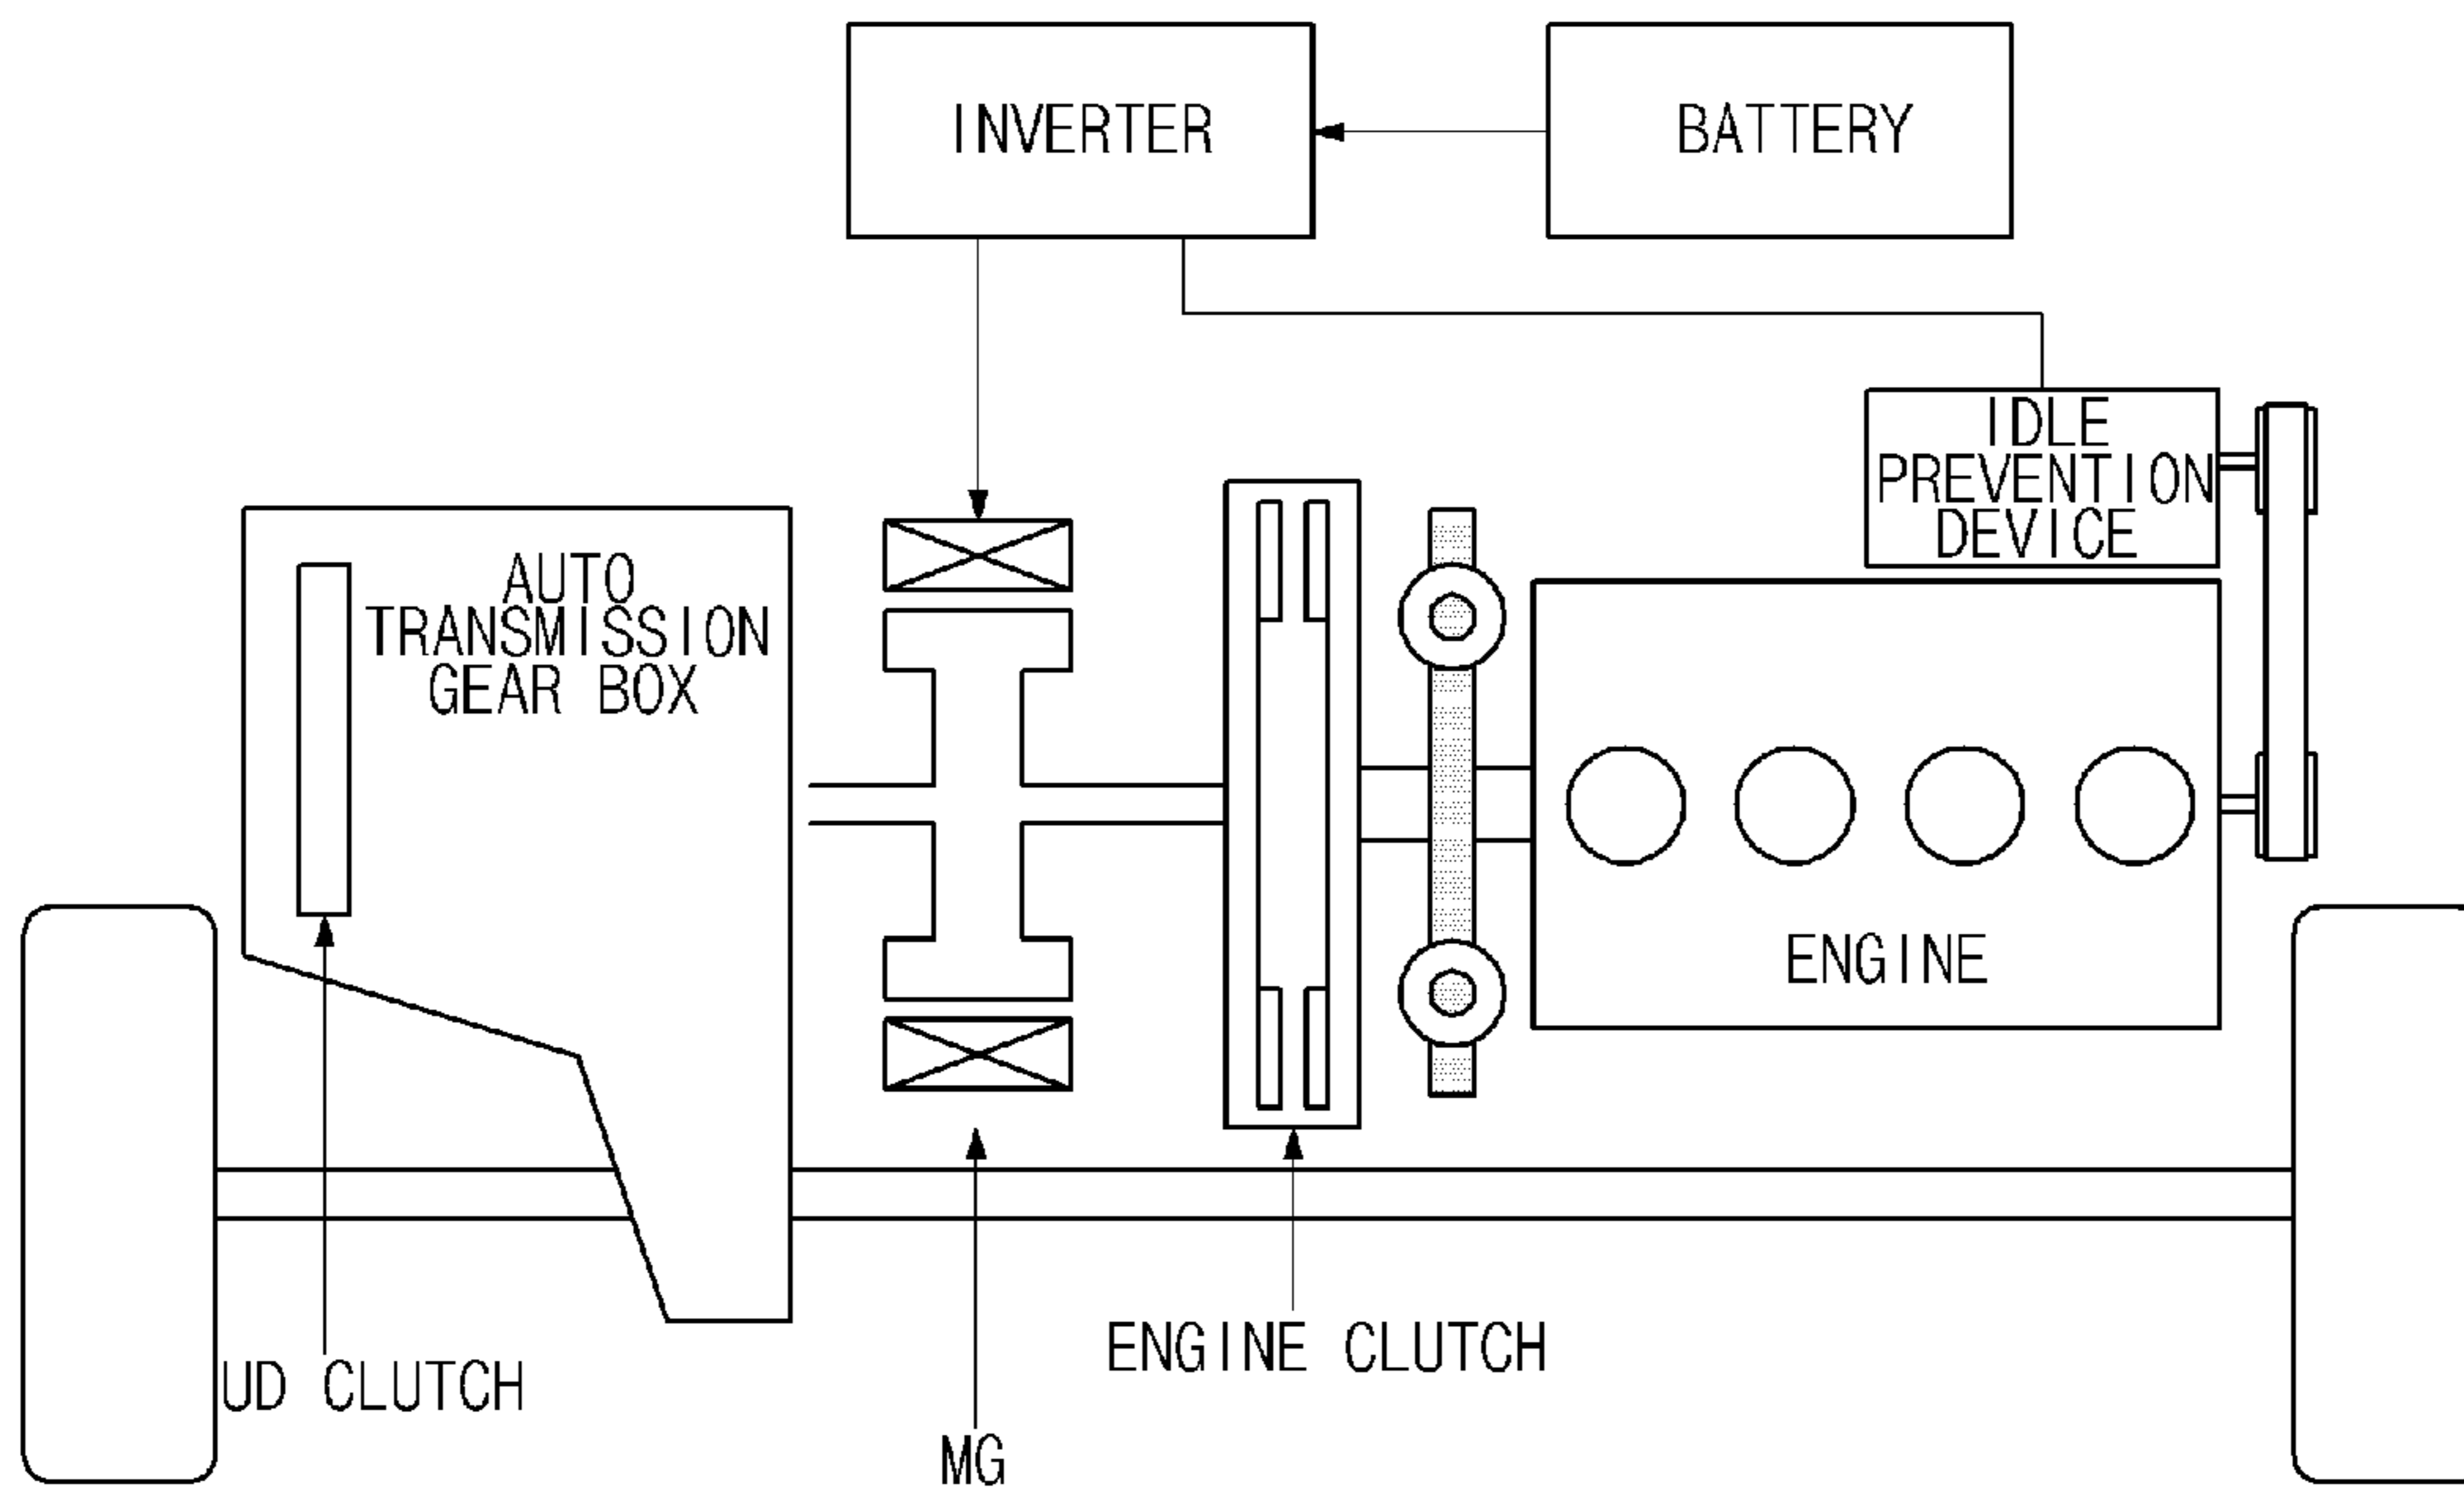 INVERTER
BATTERY
IDLE
PREVENTION
DEVICE
AUTO
TRANSMISSION
GEAR BOX
ENGINE
ENGINE CLUTCH
UD CLUTCH
MG